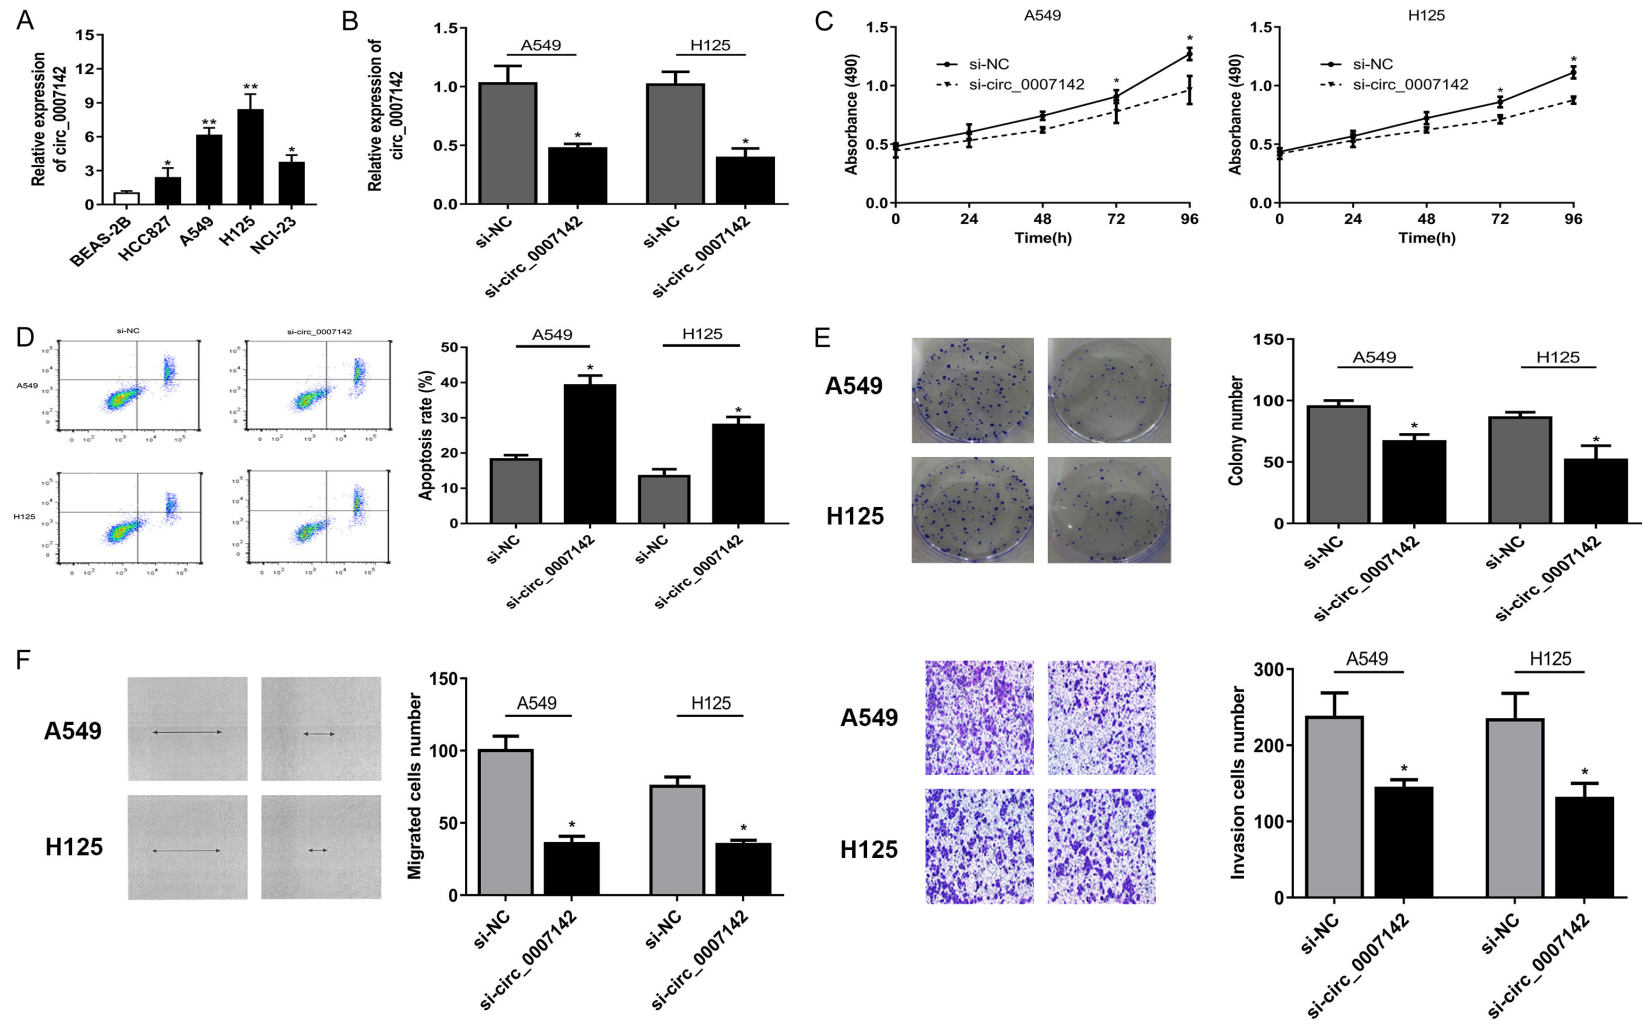 A
Relative expression
of circ_0007142
15
12
9
6
3
0
*
**
**
*
BEAS-2B
HCC827
A549
H125
NCI-23
B
Relative expression of
circ_0007142
1.5
1.0
0.5
0.0
A549
H125
*
*
si-NC
si-circ_0007142
si-NC
si-circ_0007142
C
A549
Absorbance (490)
1.5
1.0
0.5
0.0
si-NC
si-circ_0007142
*
*
0 24 48 72 96
Time(h)
H125
Absorbance (490)
1.5
1.0
0.5
0.0
si-NC
si-circ_0007142
*
*
0 24 48 72 96
Time(h)
D
si-NC
si-circ_0007142
A549
H125
Apoptosis rate (%)
50
40
30
20
10
0
A549
H125
*
*
si-NC
si-circ_0007142
si-NC
si-circ_0007142
E
A549
H125
Colony number
150
100
50
0
A549
H125
*
*
si-NC
si-circ_0007142
si-NC
si-circ_0007142
F
A549
H125
Migrated cells number
150
100
50
0
A549
H125
*
*
si-NC
si-circ_0007142
si-NC
si-circ_0007142
A549
H125
Invasion cells number
300
200
100
0
A549
H125
*
*
si-NC
si-circ_0007142
si-NC
si-circ_0007142